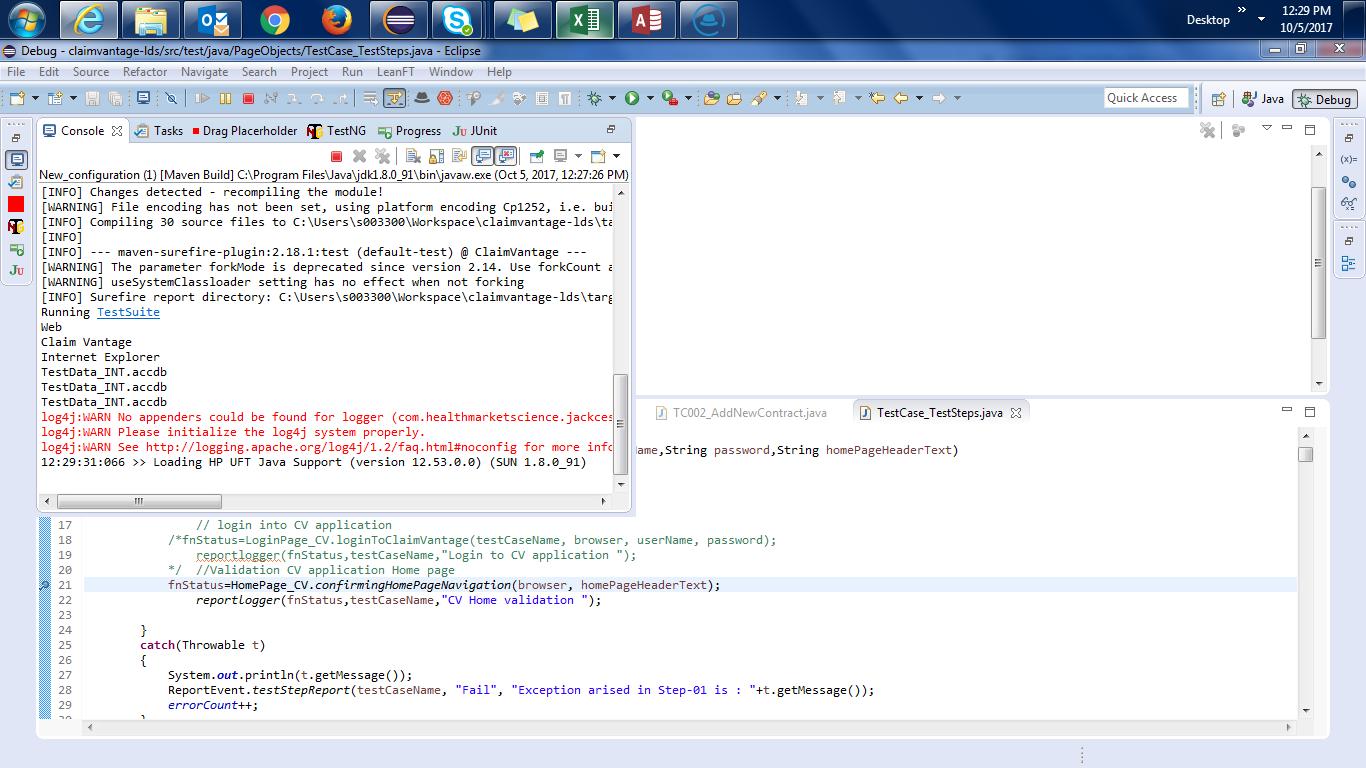 Desktop
»
12:29 PM
10/5/2017
Debug - claimvantage-lds/src/test/java/PageObjects/TestCase_TestSteps.java - Eclipse
File Edit Source Refactor Navigate Search Project Run LeanFT Window Help
Quick Access
Java
Debug
Console Tasks Drag Placerholder TestNG Progress JUnit
New_configuration (1) [Maven Build] C:\Program Files\Java\jdk1.8.0_91\bin\javaw.exe (Oct 5, 2017, 12:27:26 PM)
[INFO] Changes detected - recompiling the module!
[WARNING] File encoding has not been set, using platform encoding Cp1252, i.e. bui
[INFO] Compiling 30 source files to C:\Users\s003300\Workspace\claimvantage-lds\ta
[INFO]
[INFO] --- maven-surefire-plugin:2.18.1:test (default-test) @ ClaimVantage ---
[WARNING] The parameter forkMode is deprecated since version 2.14. Use forkCount a
[WARNING] useSystemClassloader setting has no effect when not forking
[INFO] Surefire report directory: C:\Users\s003300\Workspace\claimvantage-lds\targ
Running TestSuite
Web
Claim Vantage
Internet Explorer
TestData_INT.accdb
TestData_INT.accdb
TestData_INT.accdb
log4j:WARN No appenders could be found for logger (com.healthmarketscience.jackces
log4j:WARN Please initialize the log4j system properly.
log4j:WARN See http://logging.apache.org/log4j/1.2/faq.html#noconfig for more info
12:29:31:066 >> Loading HP UFT Java Support (version 12.53.0.0) (SUN 1.8.0_91)
TC002_AddNewContract.java TestCase_TestSteps.java
ame,String password,String homePageHeaderText)
17 // login into CV application
18 /*fnStatus=LoginPage_CV.loginToClaimVantage(testCaseName, browser, userName, password);
19 reportlogger(fnStatus,testCaseName,"Login to CV application ");
20 */ //Validation CV application Home page
21 fnStatus=HomePage_CV.confirmingHomePageNavigation(browser, homePageHeaderText);
22 reportlogger(fnStatus,testCaseName,"CV Home validation ");
23
24 }
25 catch(Throwable t)
26 {
27 System.out.println(t.getMessage());
28 ReportEvent.testStepReport(testCaseName, "Fail", "Exception arised in Step-01 is : "+t.getMessage());
29 errorCount++;
30 }